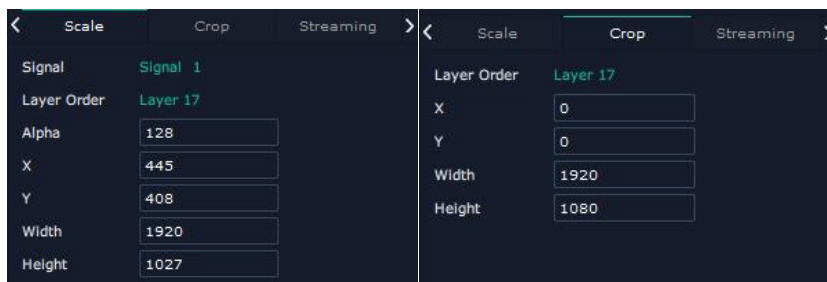 Scale Crop Streaming
Signal Signal 1
Layer Order Layer 17
Alpha 128
X 445
Y 408
Width 1920
Height 1027
Scale Crop Streaming
Layer Order Layer 17
X 0
Y 0
Width 1920
Height 1080